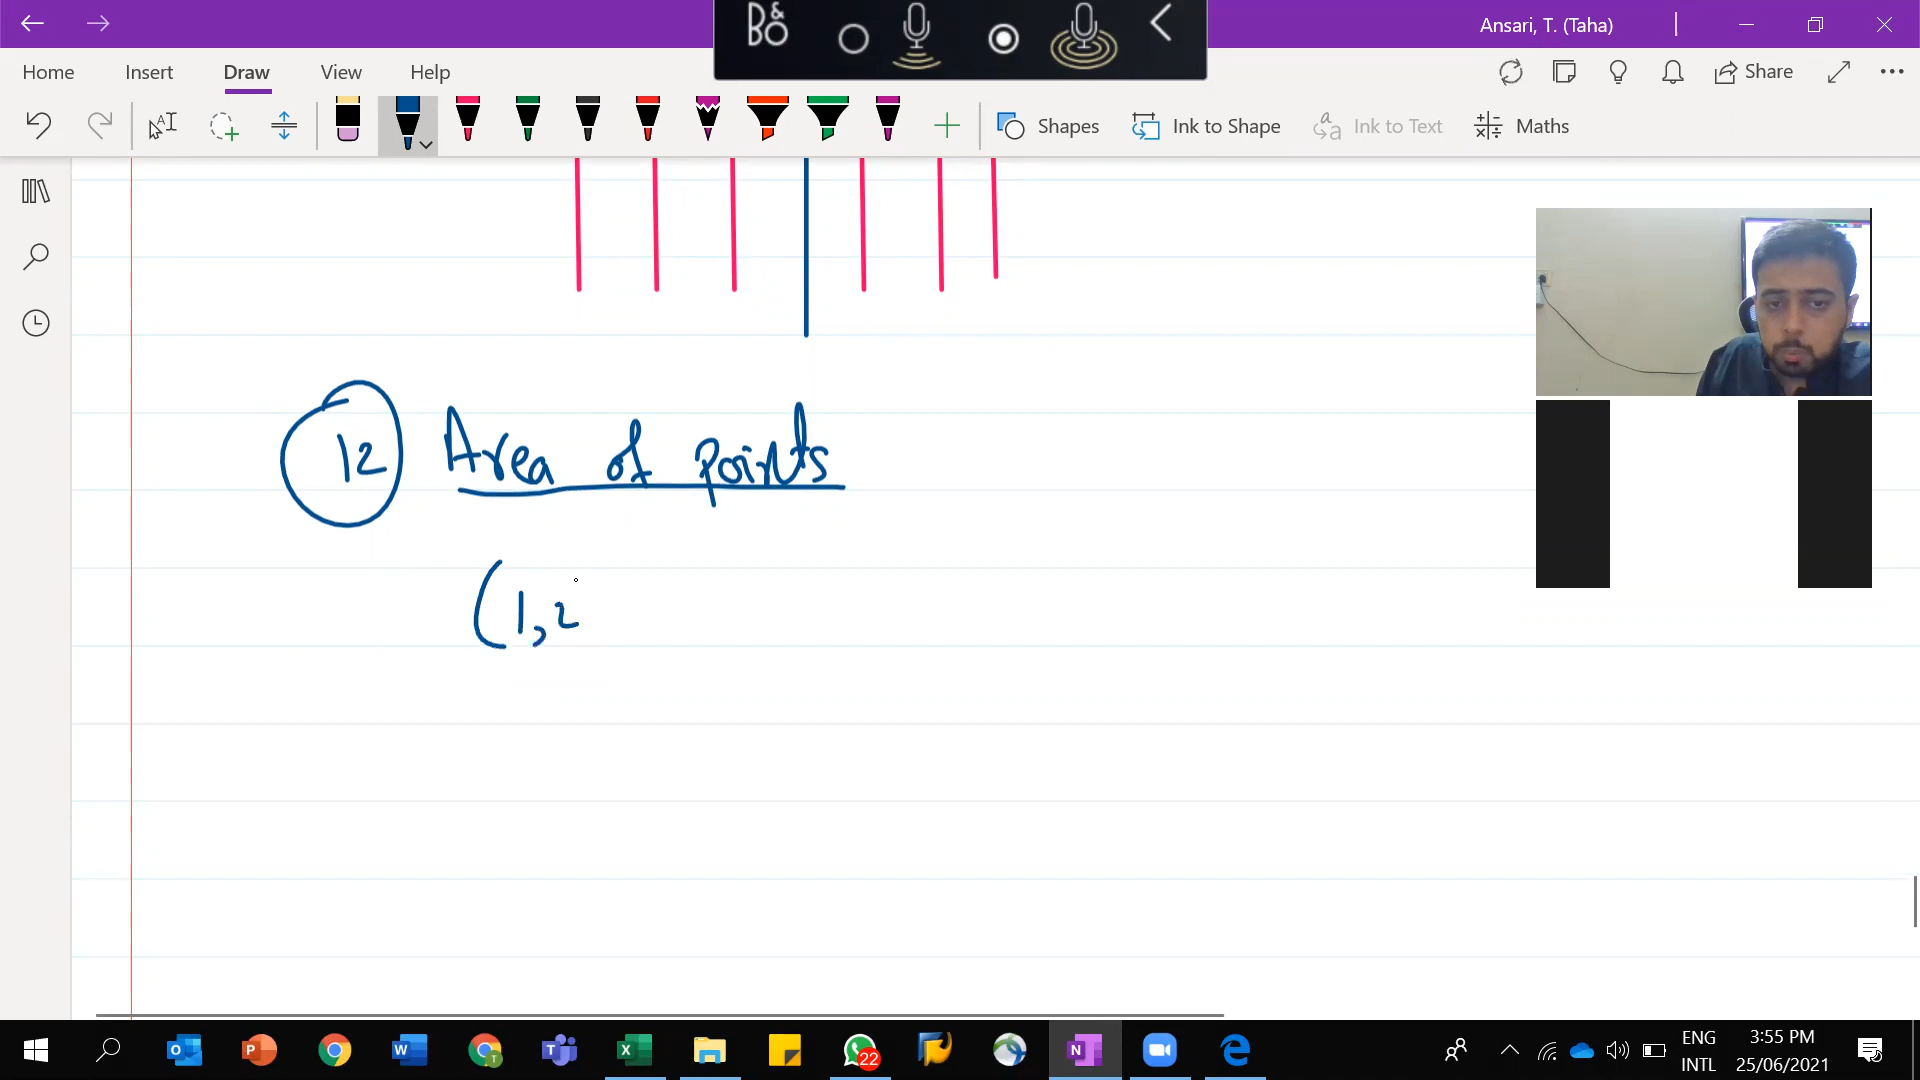 B&O
Ansari, T. (Taha)
Home Insert Draw View Help Share
Shapes Ink to Shape Ink to Text Maths
12 Area of points
(1,2
22
ENG 3:55 PM
INTL 25/06/2021